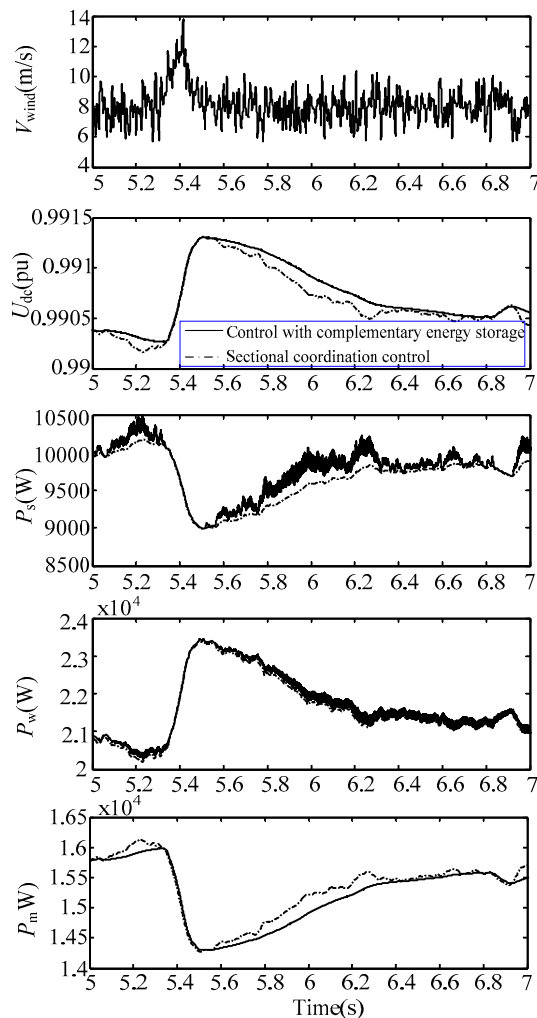 14
12
10
8
6
4
Vwind(m/s)
5 5.2 5.4 5.6 5.8 6 6.2 6.4 6.6 6.8 7
0.9915
0.991
0.9905
0.99
Udc(pu)
Control with complementary energy storage
Sectional coordination control
5 5.2 5.4 5.6 5.8 6 6.2 6.4 6.6 6.8 7
10500
10000
9500
9000
8500
Ps(W)
5 5.2 5.4 5.6 5.8 6 6.2 6.4 6.6 6.8 7
x10^4
2.4
2.3
2.2
2.1
2
Pw(W)
5 5.2 5.4 5.6 5.8 6 6.2 6.4 6.6 6.8 7
x10^4
1.65
1.6
1.55
1.45
1.4
PmW)
5 5.2 5.4 5.6 5.8 6 6.2 6.4 6.6 6.8 7
Time(s)